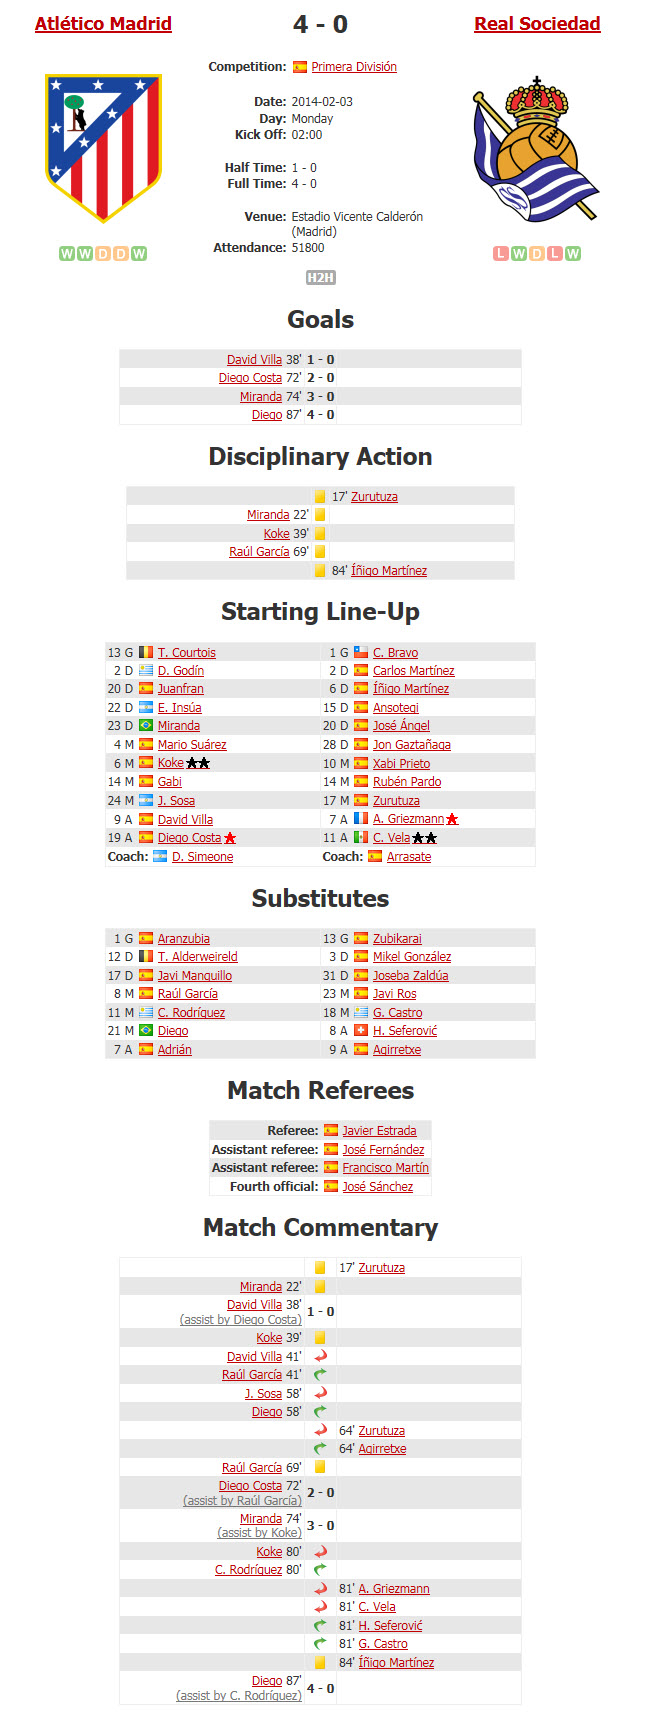 Atlético Madrid 4 - 0 Real Sociedad
Competition: Primera División
Date: 2014-02-03
Day: Monday
Kick Off: 02:00
Half Time: 1 - 0
Full Time: 4 - 0
Venue: Estadio Vicente Calderón
(Madrid)
Attendance: 51800
W W D D W
L W D L W
H2H
Goals
David Villa 38' 1 - 0
Diego Costa 72' 2 - 0
Miranda 74' 3 - 0
Diego 87' 4 - 0
Disciplinary Action
17' Zurutuza
Miranda 22'
Koke 39'
Raúl García 69'
84' Íñigo Martínez
Starting Line-Up
13 G T. Courtois 1 G C. Bravo
2 D D. Godín 2 D Carlos Martínez
20 D Juanfran 6 D Íñigo Martínez
22 D E. Insúa 15 D Ansotegi
23 D Miranda 20 D José Ángel
4 M Mario Suárez 28 D Jon Gaztañaga
6 M Koke 10 M Xabi Prieto
14 M Gabi 14 M Rubén Pardo
24 M J. Sosa 17 M Zurutuza
9 A David Villa 7 A A. Griezmann
19 A Diego Costa 11 A C. Vela
Coach: D. Simeone Coach: Arrasate
Substitutes
1 G Aranzubia 13 G Zubikarai
12 D T. Alderweireld 3 D Mikel González
17 D Javi Manquillo 31 D Joseba Zaldúa
8 M Raúl García 23 M Javi Ros
11 M C. Rodríguez 18 M G. Castro
21 M Diego 8 A H. Seferović
7 A Adrián 9 A Agirretxe
Match Referees
Referee: Javier Estrada
Assistant referee: José Fernández
Assistant referee: Francisco Martín
Fourth official: José Sánchez
Match Commentary
17' Zurutuza
Miranda 22'
David Villa 38' 1 - 0
(assist by Diego Costa)
Koke 39'
David Villa 41'
Raúl García 41'
J. Sosa 58'
Diego 58'
64' Zurutuza
64' Agirretxe
Raúl García 69'
Diego Costa 72' 2 - 0
(assist by Raúl García)
Miranda 74' 3 - 0
(assist by Koke)
Koke 80'
C. Rodríguez 80'
81' A. Griezmann
81' C. Vela
81' H. Seferović
81' G. Castro
84' Íñigo Martínez
Diego 87' 4 - 0
(assist by C. Rodríguez)